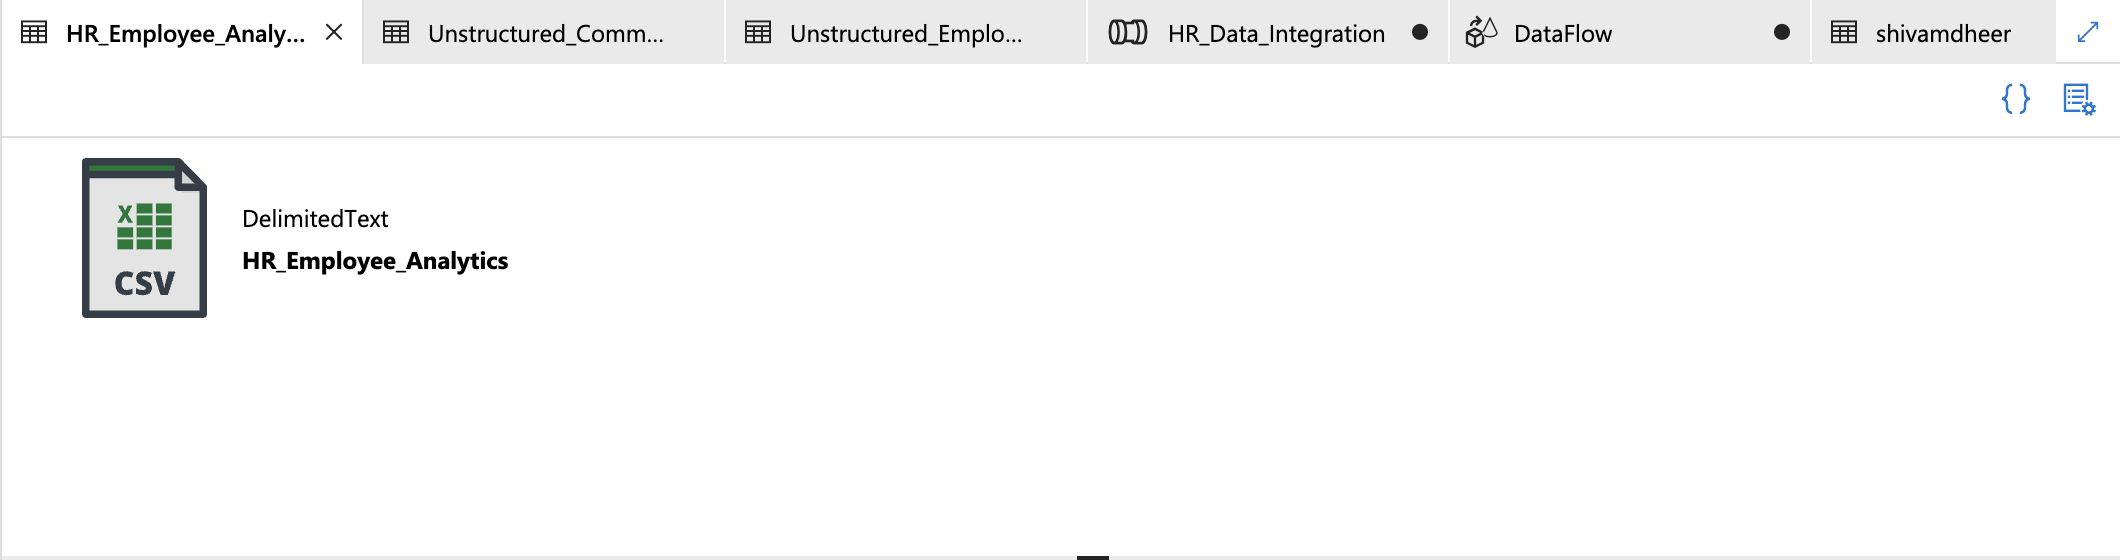 HR_Employee_Analy...
Unstructured_Comm...
Unstructured_Emplo...
HR_Data_Integration
DataFlow
shivamdheer
{}
X
CSV
DelimitedText
HR_Employee_Analytics